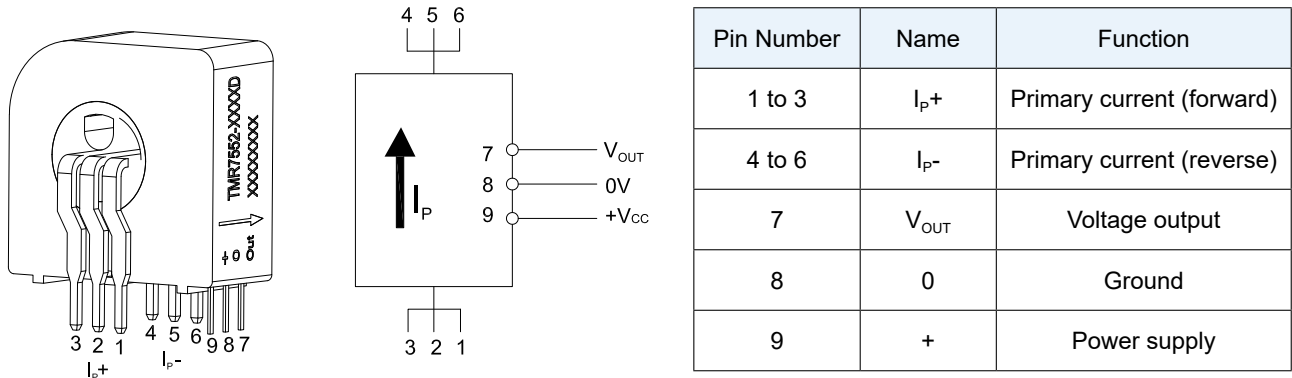 TMR7552-XXXXD
XXXXXXXX
+ 0 Out
3 2 1 4 5 6 9 8 7
IP+ IP-
4 5 6
IP
7 VOUT
8 0V
9 +VCC
3 2 1
Pin Number Name Function
1 to 3 IP+ Primary current (forward)
4 to 6 IP- Primary current (reverse)
7 VOUT Voltage output
8 0 Ground
9 + Power supply